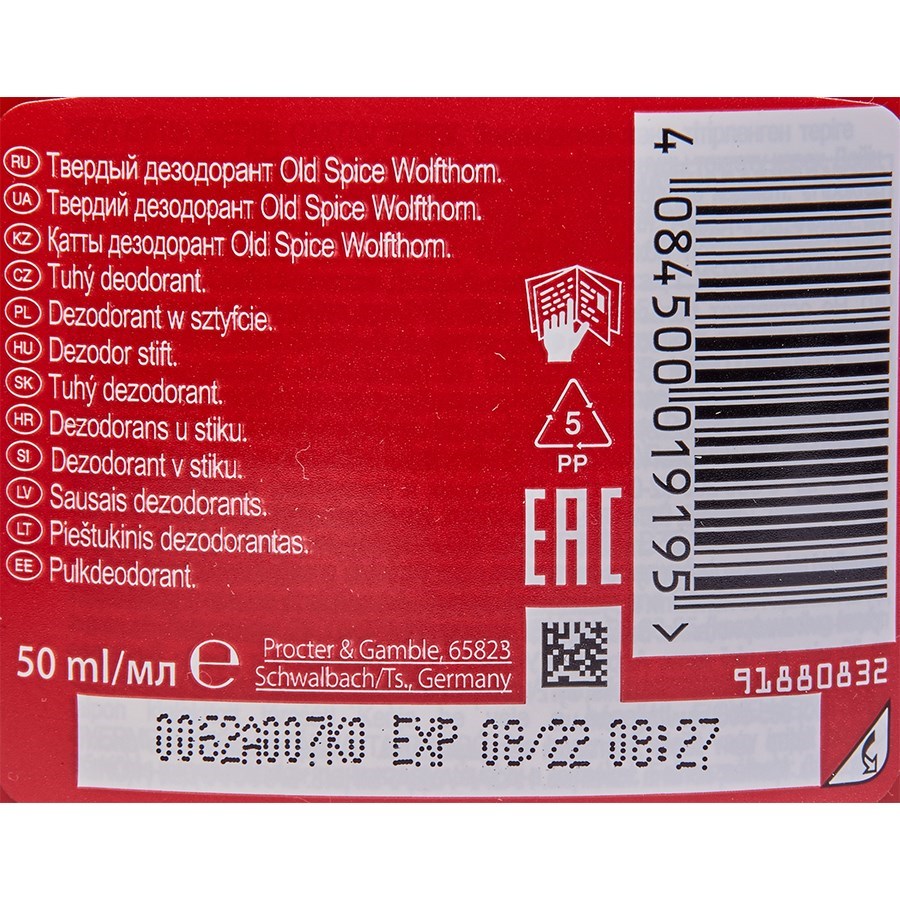 RU Твердый дезодорант Old Spice Wolfthorn.
UA Твердий дезодорант Old Spice Wolfthorn.
KZ Қатты дезодорант Old Spice Wolfthorn.
CZ Tuhý deodorant.
PL Dezodorant w sztyfcie.
HU Dezodor stift.
SK Tuhý dezodorant.
HR Dezodorans u stiku.
SI Dezodorant v stiku.
LV Sausais dezodorants.
LT Pieštukinis dezodorantas.
EE Pulkdeodorant.
5
PP
EAC
4 084500 019195 >
50 ml/мл ℮
Procter & Gamble, 65823
Schwalbach/Ts., Germany
91880832
0062A007K0 EXP 08/22 08:27